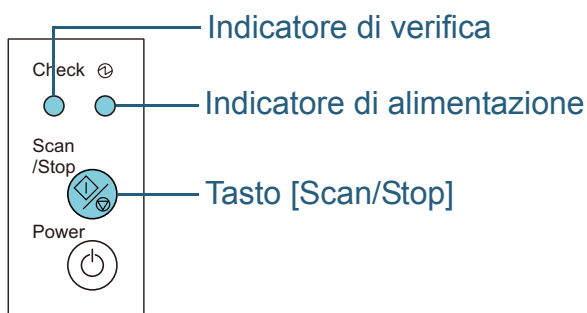 Indicatore di verifica
Check
Indicatore di alimentazione
Scan
/Stop
Tasto [Scan/Stop]
Power